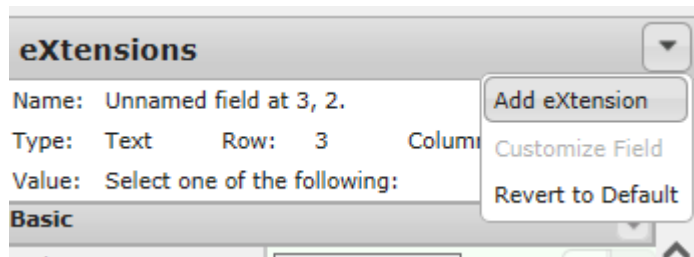 eXtensions
Name: Unnamed field at 3, 2.
Add eXtension
Type: Text Row: 3
Customize Field
Value: Select one of the following:
Revert to Default
Basic